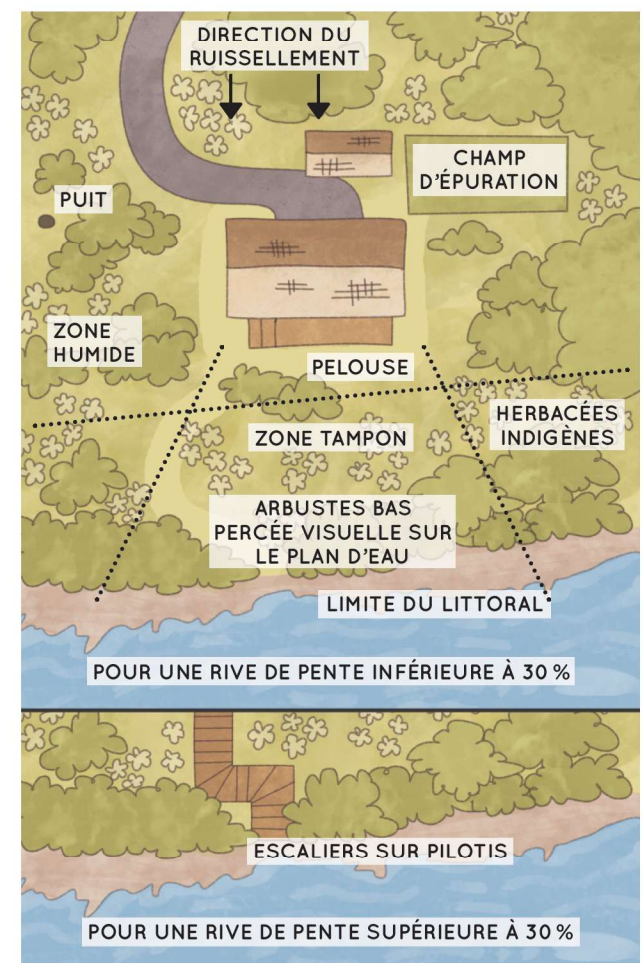 DIRECTION DU
RUISSELLEMENT
CHAMP
D'ÉPURATION
PUIT
ZONE
HUMIDE
PELOUSE
HERBACÉES
INDIGÈNES
ZONE TAMPON
ARBUSTES BAS
PERCÉE VISUELLE SUR
LE PLAN D'EAU
LIMITE DU LITTORAL
POUR UNE RIVE DE PENTE INFÉRIEURE À 30 %
ESCALIERS SUR PILOTIS
POUR UNE RIVE DE PENTE SUPÉRIEURE À 30 %